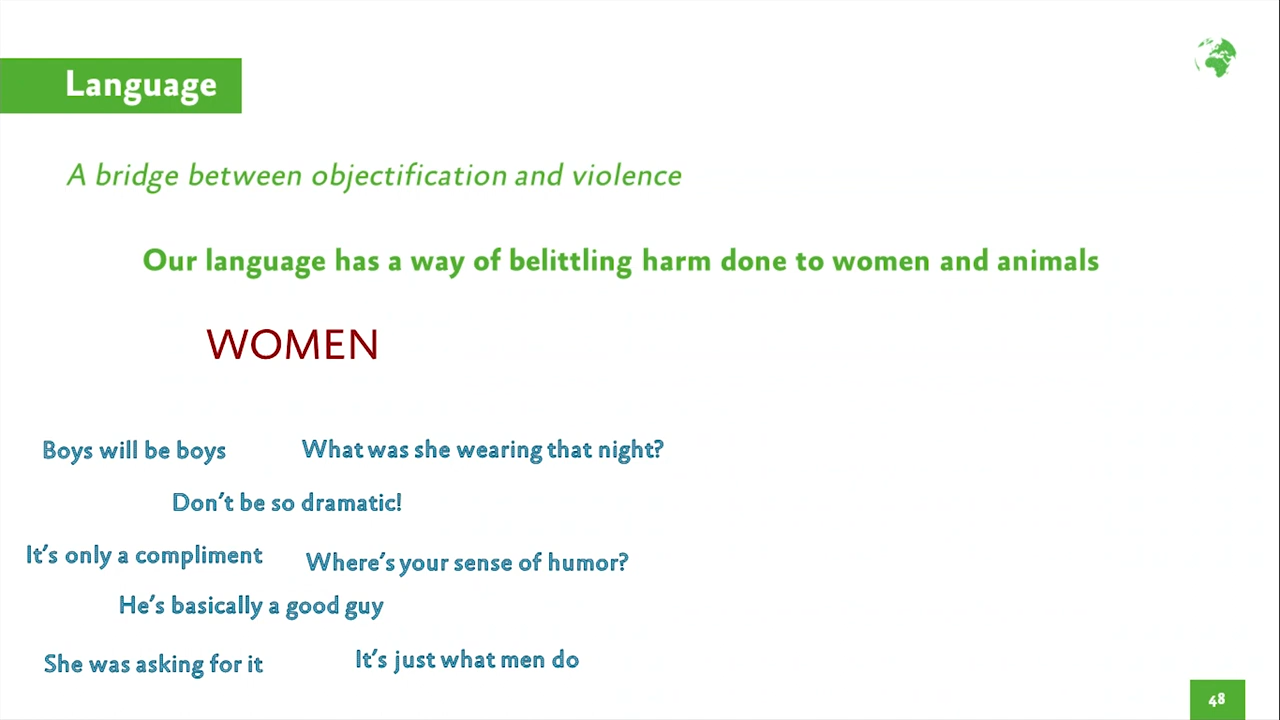 Language
A bridge between objectification and violence
Our language has a way of belittling harm done to women and animals
WOMEN
Boys will be boys
What was she wearing that night?
Don't be so dramatic!
It's only a compliment
Where's your sense of humor?
He's basically a good guy
She was asking for it
It's just what men do
48